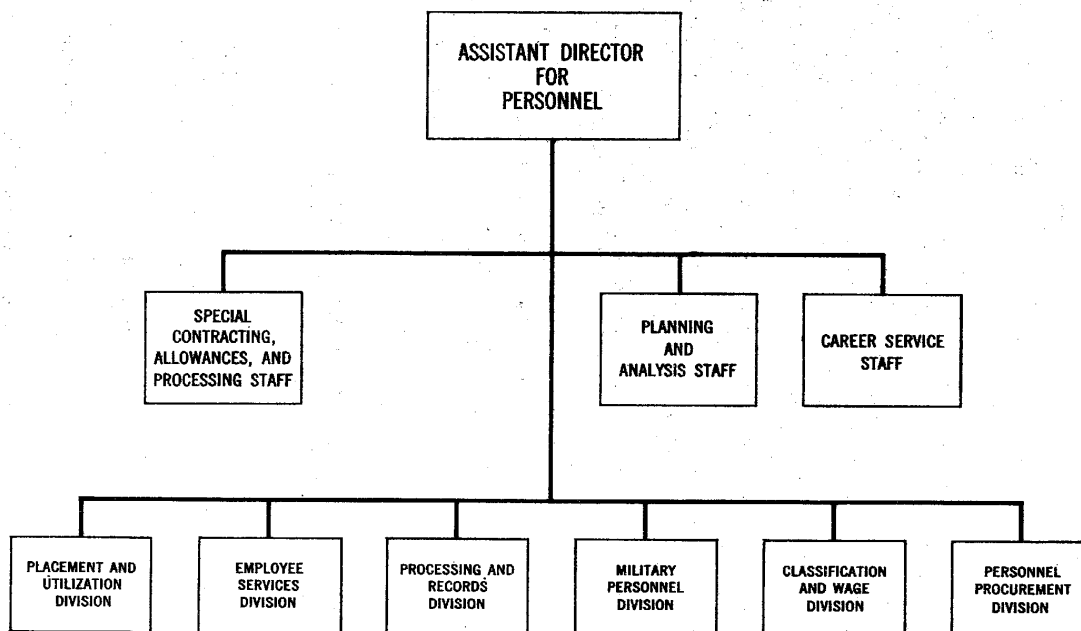 ASSISTANT DIRECTOR
FOR
PERSONNEL
SPECIAL
CONTRACTING,
ALLOWANCES, AND
PROCESSING STAFF
PLANNING
AND
ANALYSIS STAFF
CAREER SERVICE
STAFF
PLACEMENT AND
UTILIZATION
DIVISION
EMPLOYEE
SERVICES
DIVISION
PROCESSING AND
RECORDS
DIVISION
MILITARY
PERSONNEL
DIVISION
CLASSIFICATION
AND WAGE
DIVISION
PERSONNEL
PROCUREMENT
DIVISION